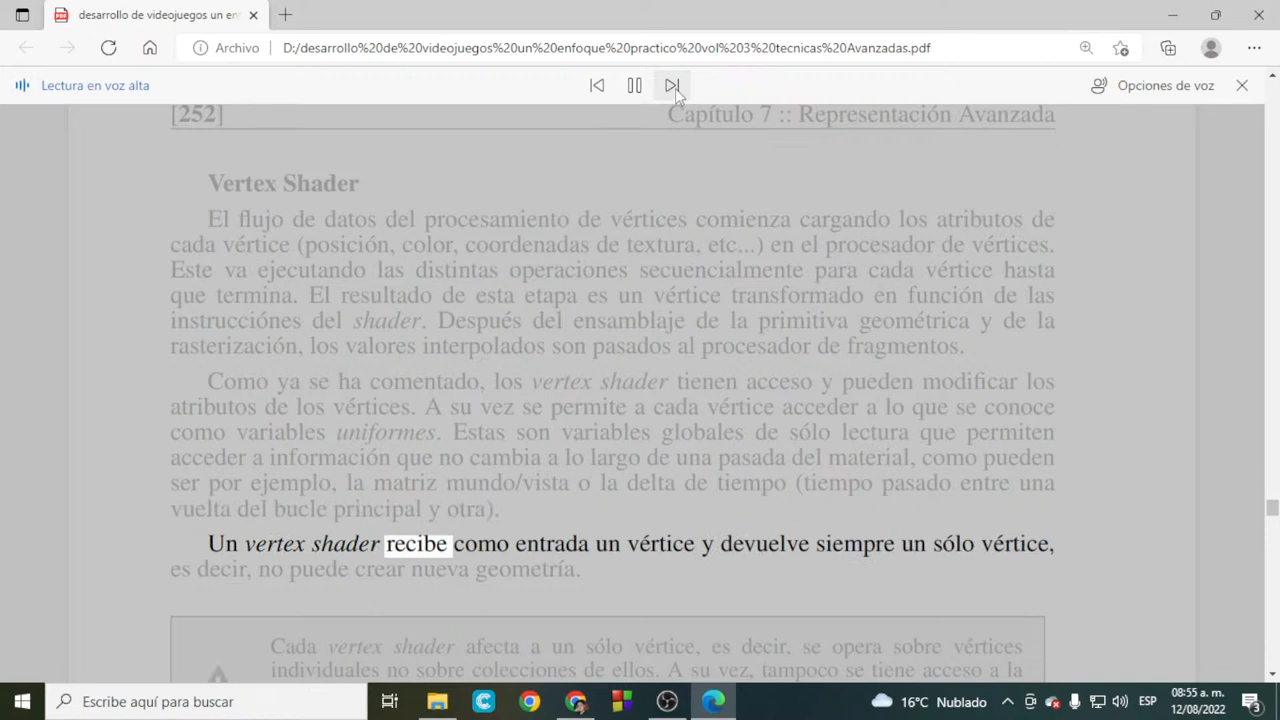 desarrollo de videojuegos un en
Archivo
D:/desarrollo%20de%20videojuegos%20un%20enfoque%20practico%20vol%203%20tecnicas%20Avanzadas.pdf
Lectura en voz alta
Opciones de voz
[252]
Capítulo 7 :: Representación Avanzada
Vertex Shader
El flujo de datos del procesamiento de vértices comienza cargando los atributos de
cada vértice (posición, color, coordenadas de textura, etc...) en el procesador de vértices.
Este va ejecutando las distintas operaciones secuencialmente para cada vértice hasta
que termina. El resultado de esta etapa es un vértice transformado en función de las
instrucciónes del shader. Después del ensamblaje de la primitiva geométrica y de la
rasterización, los valores interpolados son pasados al procesador de fragmentos.
Como ya se ha comentado, los vertex shader tienen acceso y pueden modificar los
atributos de los vértices. A su vez se permite a cada vértice acceder a lo que se conoce
como variables uniformes. Estas son variables globales de sólo lectura que permiten
acceder a información que no cambia a lo largo de una pasada del material, como pueden
ser por ejemplo, la matriz mundo/vista o la delta de tiempo (tiempo pasado entre una
vuelta del bucle principal y otra).
Un vertex shader recibe como entrada un vértice y devuelve siempre un sólo vértice,
es decir, no puede crear nueva geometría.
Cada vertex shader afecta a un sólo vértice, es decir, se opera sobre vértices
individuales no sobre colecciones de ellos. A su vez, tampoco se tiene acceso a la
Escribe aquí para buscar
16°C Nublado
ESP
08:55 a. m.
12/08/2022
3